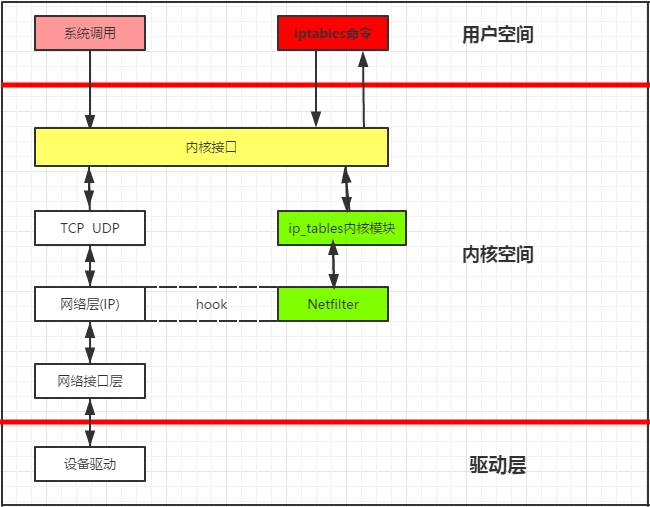 系统调用
iptables命令
用户空间
内核接口
TCP  UDP
ip_tables内核模块
内核空间
网络层(IP)
hook
Netfilter
网络接口层
设备驱动
驱动层